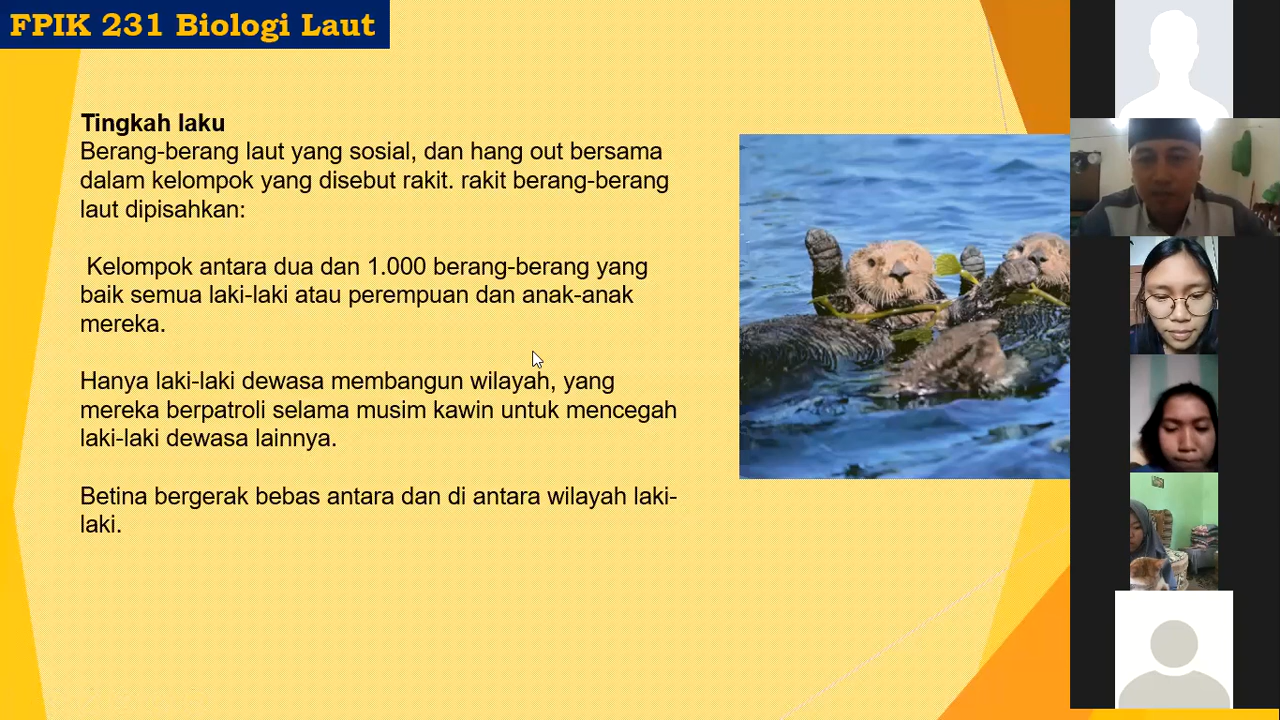 FPIK 231 Biologi Laut
Tingkah laku
Berang-berang laut yang sosial, dan hang out bersama
dalam kelompok yang disebut rakit. rakit berang-berang
laut dipisahkan:
Kelompok antara dua dan 1.000 berang-berang yang
baik semua laki-laki atau perempuan dan anak-anak
mereka.
Hanya laki-laki dewasa membangun wilayah, yang
mereka berpatroli selama musim kawin untuk mencegah
laki-laki dewasa lainnya.
Betina bergerak bebas antara dan di antara wilayah laki-
laki.